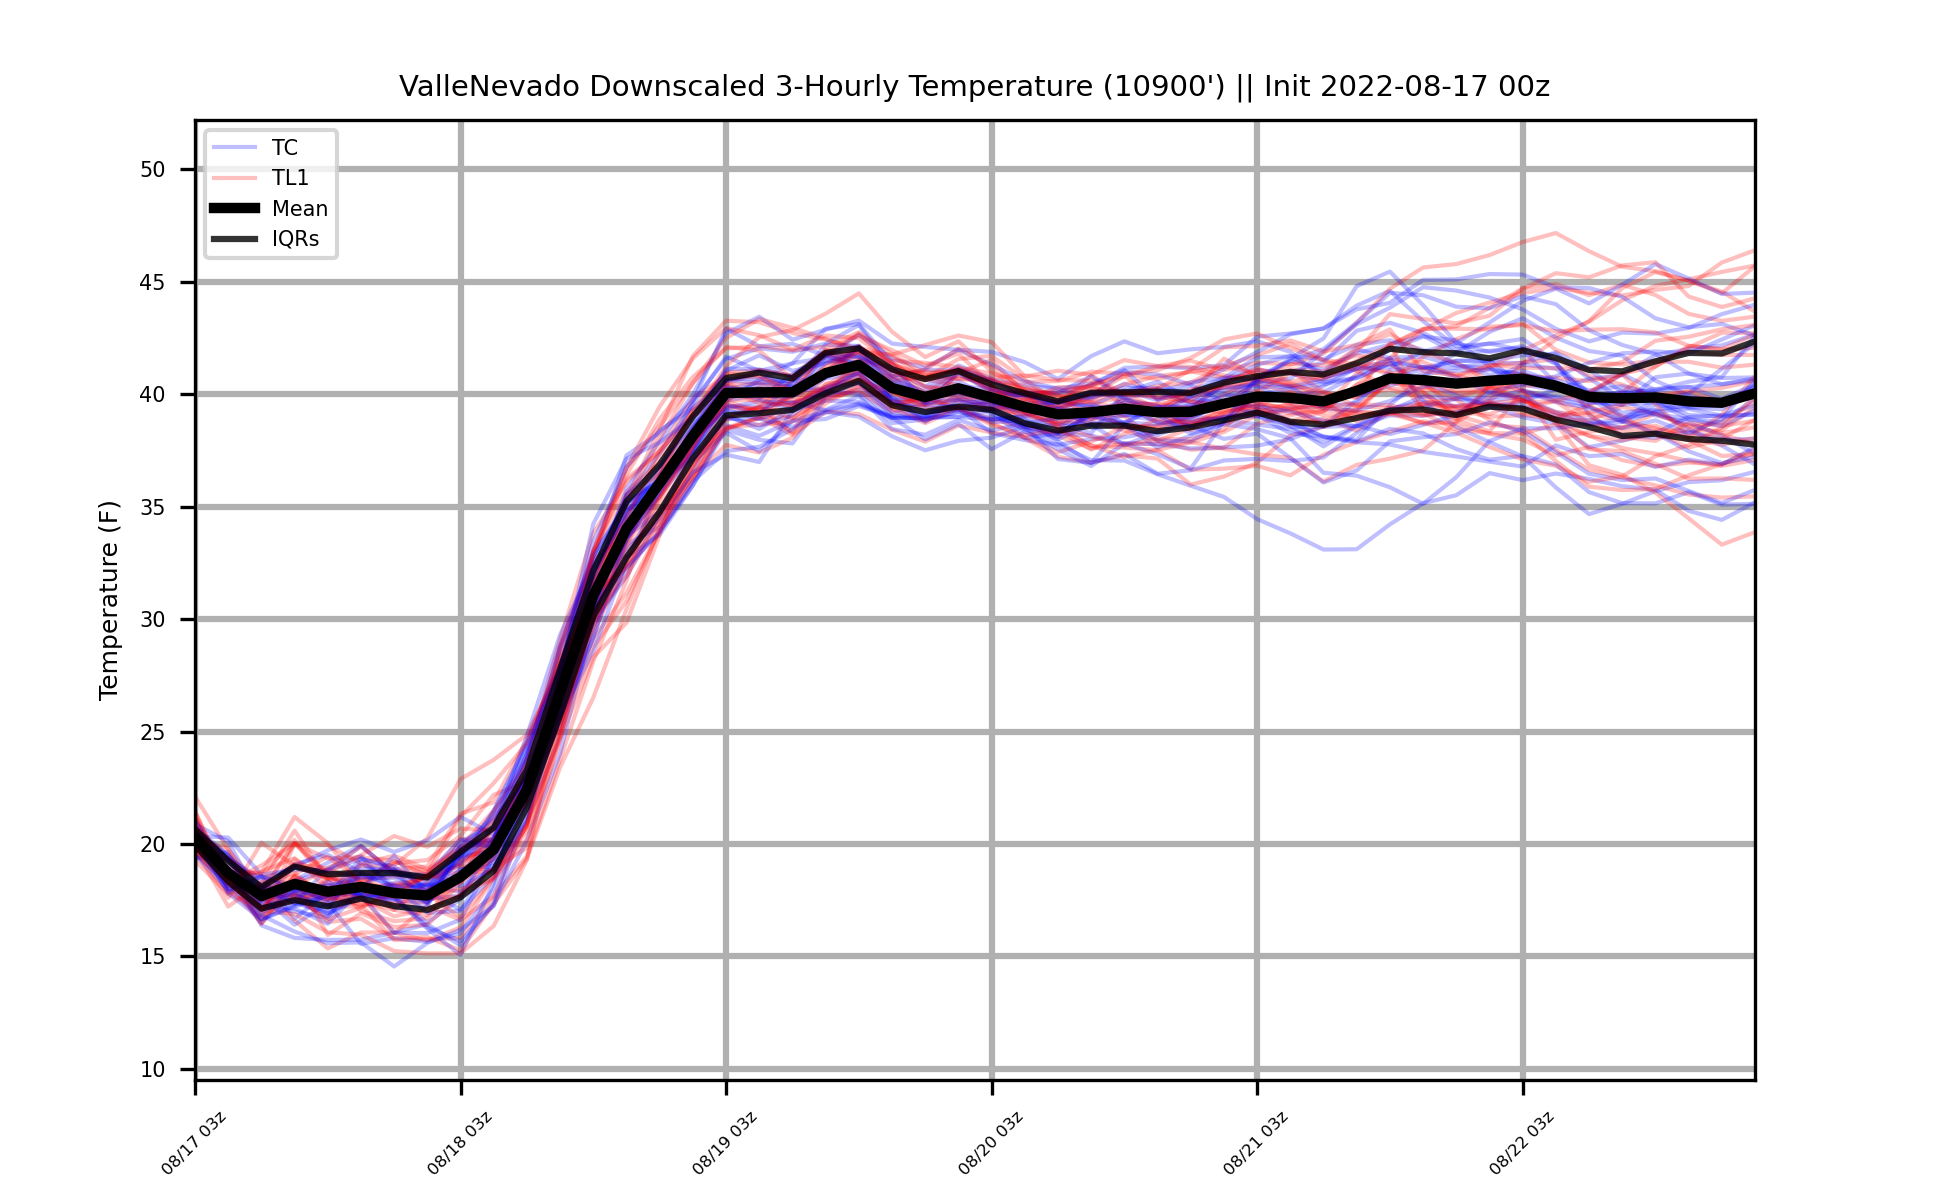 ValleNevado Downscaled 3-Hourly Temperature (10900') || Init 2022-08-17 00z
TC
TL1
Mean
IQRs
Temperature (F)
50
45
40
35
30
25
20
15
10
08/17 03z
08/18 03z
08/19 03z
08/20 03z
08/21 03z
08/22 03z